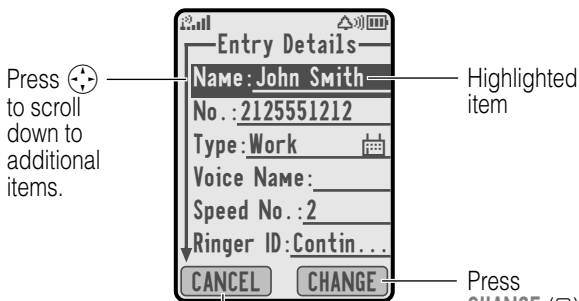 Entry Details
Press
to scroll
down to
additional
items.
Name:John Smith
No.:2125551212
Type:Work
Voice Name:
Speed No.:2
Ringer ID:Contin...
CANCEL
CHANGE
Highlighted
item
Press
CHANGE (